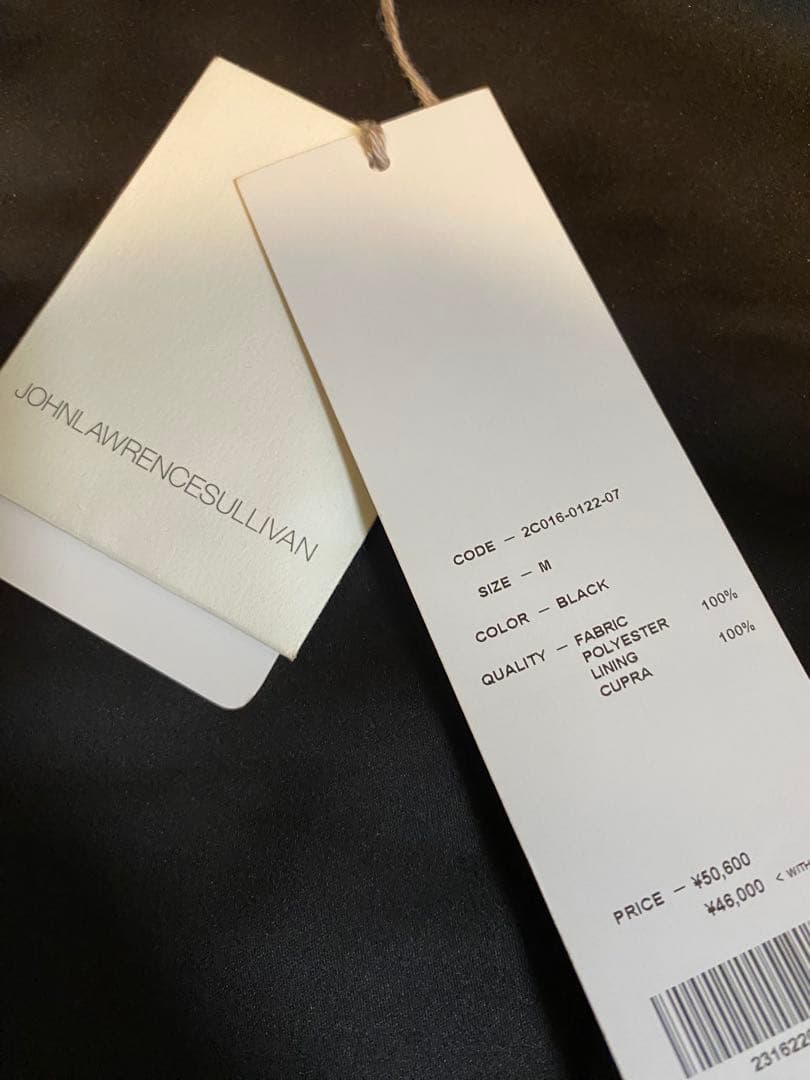 JOHNLAWRENCESULLIVAN
CODE — 2C016-0122-07
SIZE — M
COLOR — BLACK
QUALITY — FABRIC
POLYESTER 100%
LINING
CUPRA 100%
PRICE — ¥50,600
¥46,000 < WITH